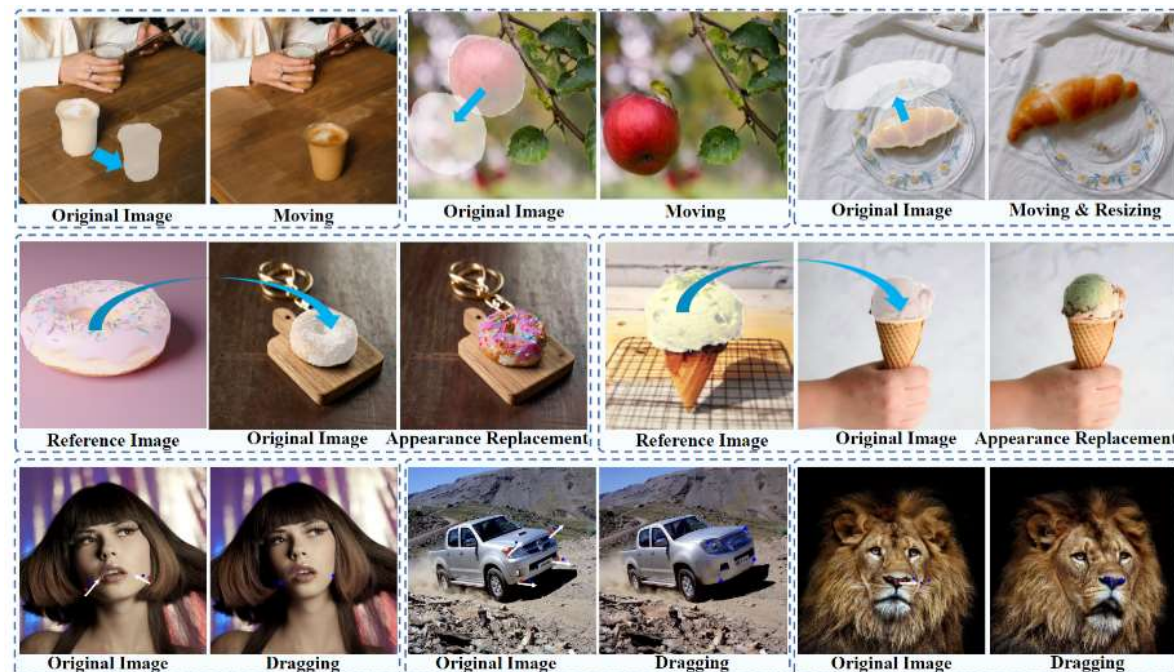 Original Image
Moving
Original Image
Moving
Original Image
Moving & Resizing
Reference Image
Original Image
Appearance Replacement
Reference Image
Original Image
Appearance Replacement
Original Image
Dragging
Original Image
Dragging
Original Image
Dragging